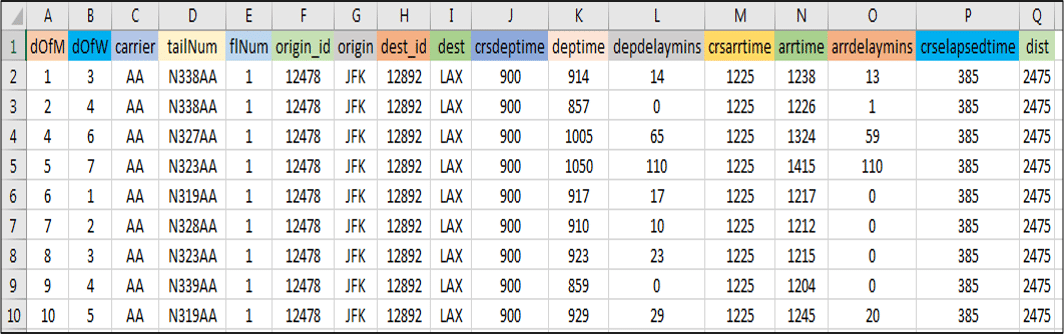 A B C D E F G H I J K L M N O P Q
1 dOfM dOfW carrier tailNum flNum origin_id origin dest_id dest crsdeptime deptime depdelaymins crsarrtime arrtime arrdelaymins crselapsedtime dist
2 1 3 AA N338AA 1 12478 JFK 12892 LAX 900 914 14 1225 1238 13 385 2475
3 2 4 AA N338AA 1 12478 JFK 12892 LAX 900 857 0 1225 1226 1 385 2475
4 4 6 AA N327AA 1 12478 JFK 12892 LAX 900 1005 65 1225 1324 59 385 2475
5 5 7 AA N323AA 1 12478 JFK 12892 LAX 900 1050 110 1225 1415 110 385 2475
6 6 1 AA N319AA 1 12478 JFK 12892 LAX 900 917 17 1225 1217 0 385 2475
7 7 2 AA N328AA 1 12478 JFK 12892 LAX 900 910 10 1225 1212 0 385 2475
8 8 3 AA N323AA 1 12478 JFK 12892 LAX 900 923 23 1225 1215 0 385 2475
9 9 4 AA N339AA 1 12478 JFK 12892 LAX 900 859 0 1225 1204 0 385 2475
10 10 5 AA N319AA 1 12478 JFK 12892 LAX 900 929 29 1225 1245 20 385 2475